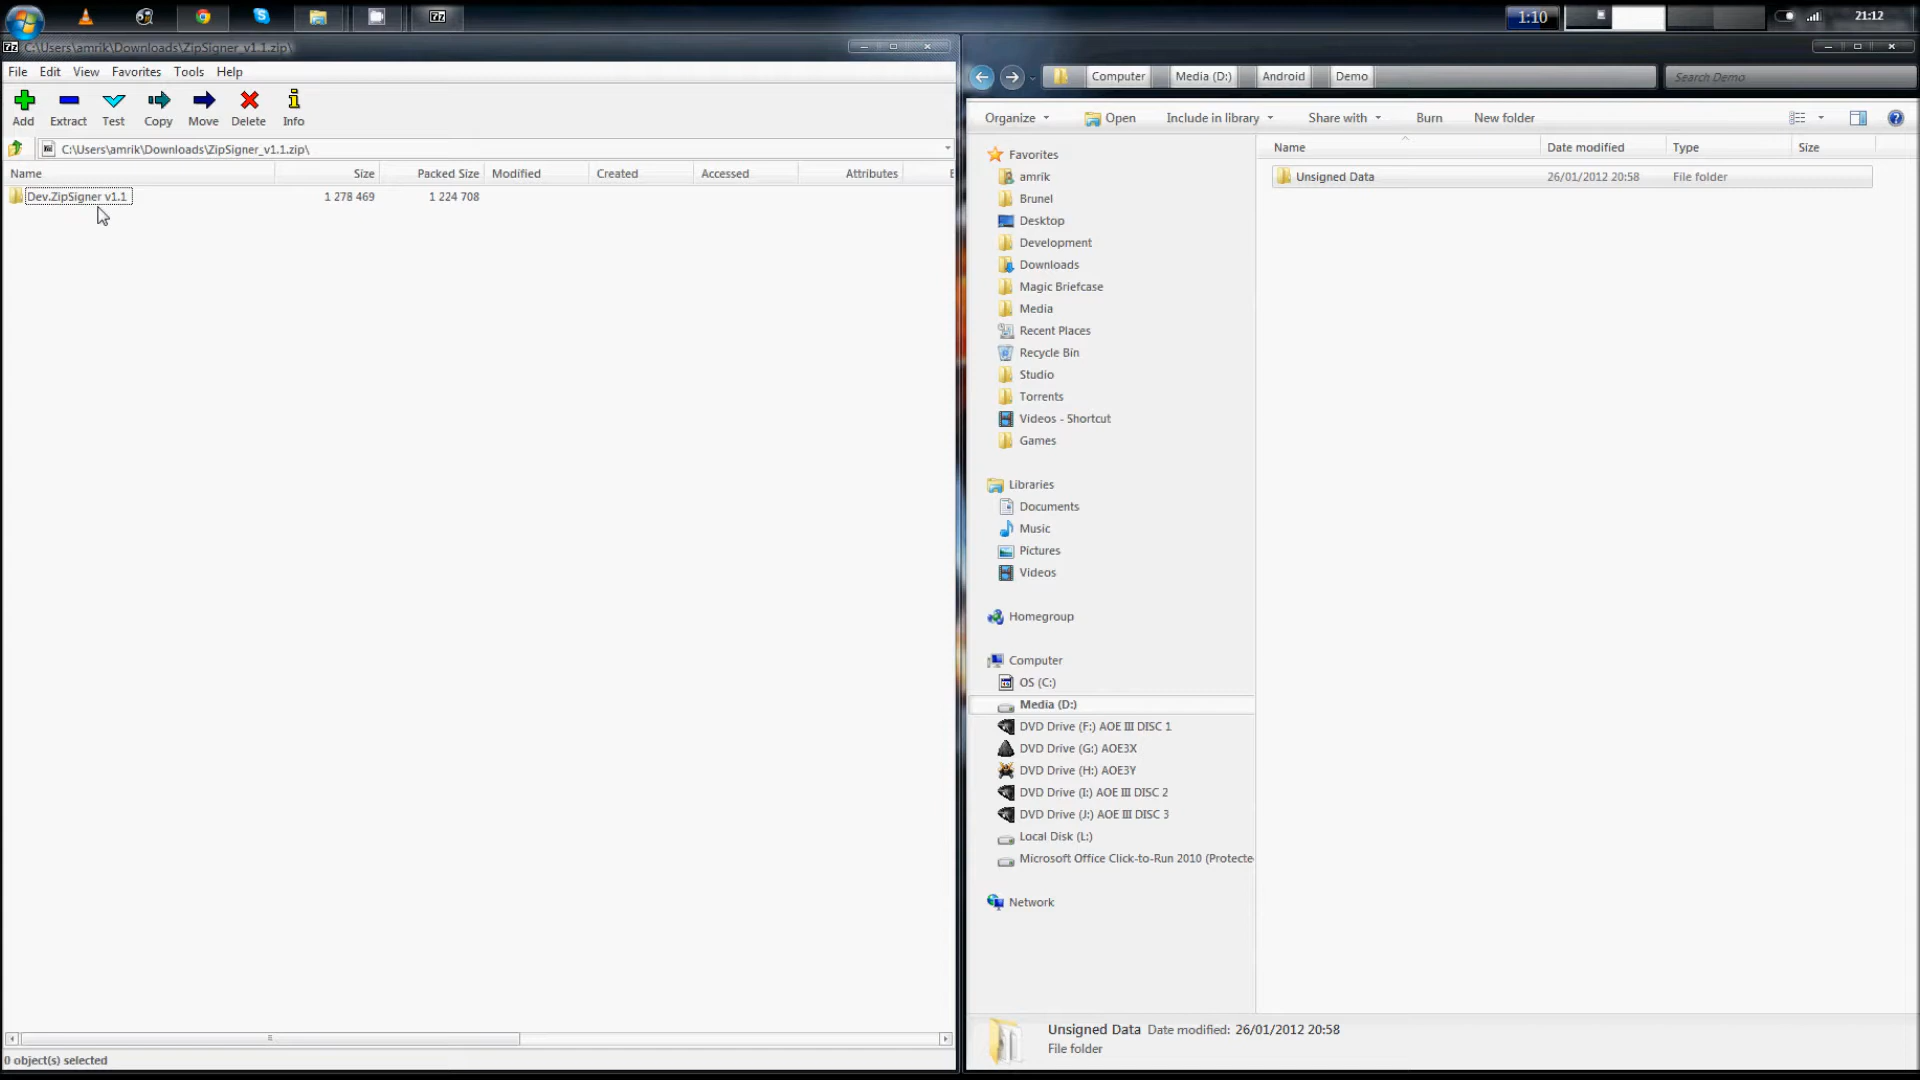 1:10
21:12
C:\Users\amrik\Downloads\ZipSigner_v1.1.zip\
File Edit View Favorites Tools Help
Add Extract Test Copy Move Delete Info
C:\Users\amrik\Downloads\ZipSigner_v1.1.zip\
Name Size Packed Size Modified Created Accessed Attributes
Dev.ZipSigner v1.1 1 278 469 1 224 708
0 object(s) selected
Computer Media (D:) Android Demo
Search Demo
Organize Open Include in library Share with Burn New folder
Favorites
amrik
Brunel
Desktop
Development
Downloads
Magic Briefcase
Media
Recent Places
Recycle Bin
Studio
Torrents
Videos - Shortcut
Games
Libraries
Documents
Music
Pictures
Videos
Homegroup
Computer
OS (C:)
Media (D:)
DVD Drive (F:) AOE III DISC 1
DVD Drive (G:) AOE3X
DVD Drive (H:) AOE3Y
DVD Drive (I:) AOE III DISC 2
DVD Drive (J:) AOE III DISC 3
Local Disk (L:)
Microsoft Office Click-to-Run 2010 (Protecte
Network
Name Date modified Type Size
Unsigned Data 26/01/2012 20:58 File folder
Unsigned Data Date modified: 26/01/2012 20:58
File folder